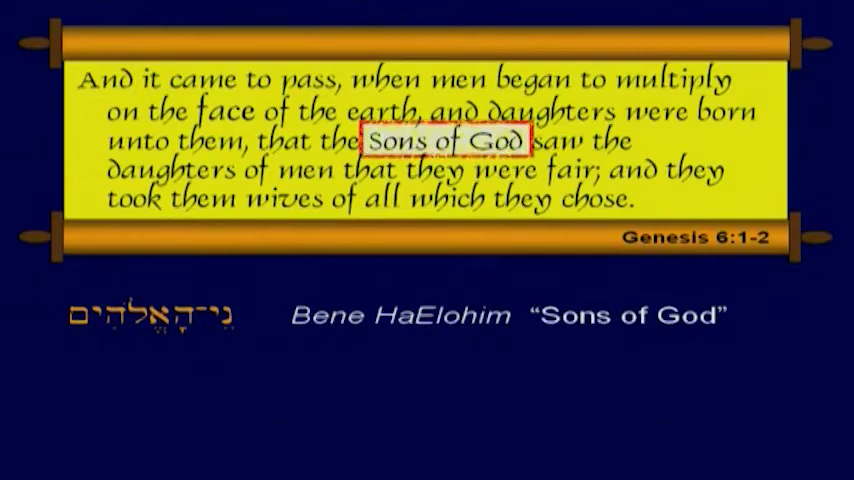 And it came to pass, when men began to multiply
on the face of the earth, and daughters were born
unto them, that the Sons of God saw the
daughters of men that they were fair; and they
took them wives of all which they chose.
Genesis 6:1-2
נֵי־הָאֱלֹהִים Bene HaElohim “Sons of God”